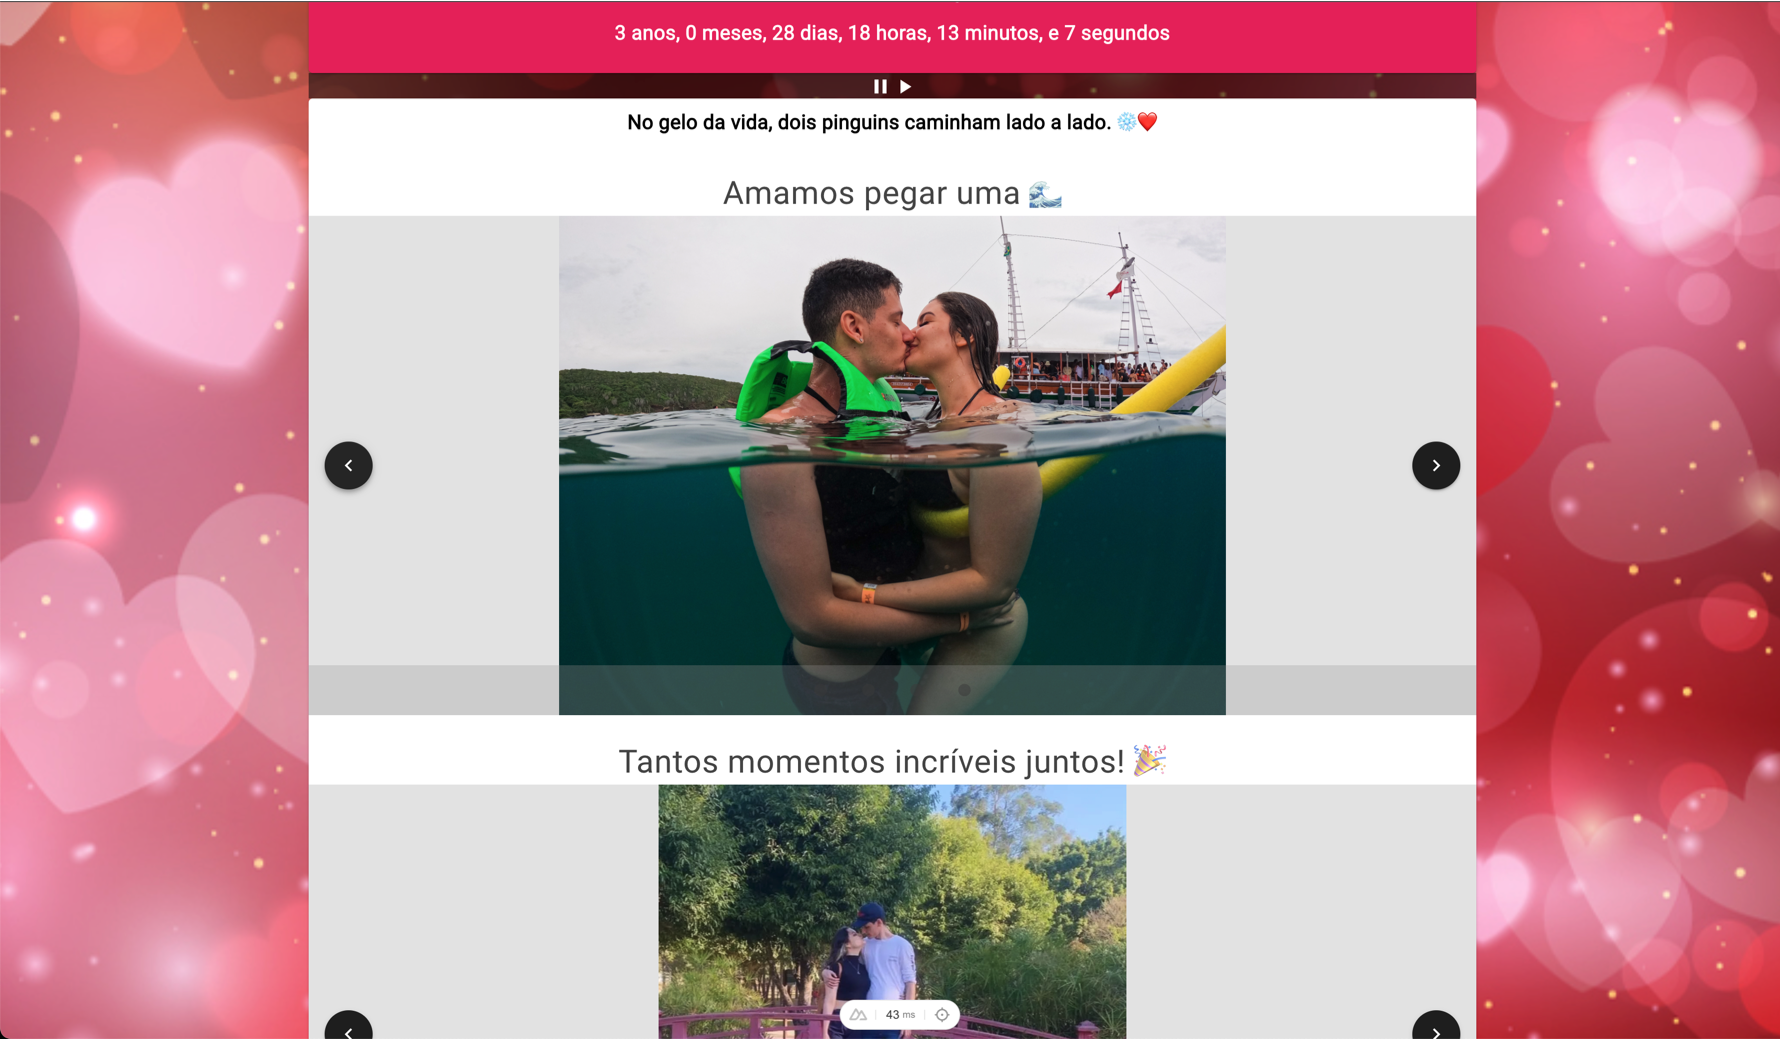 3 anos, 0 meses, 28 dias, 18 horas, 13 minutos, e 7 segundos
No gelo da vida, dois pinguins caminham lado a lado. ❄️❤️
Amamos pegar uma 🌊
Tantos momentos incríveis juntos! 🎉
43 ms